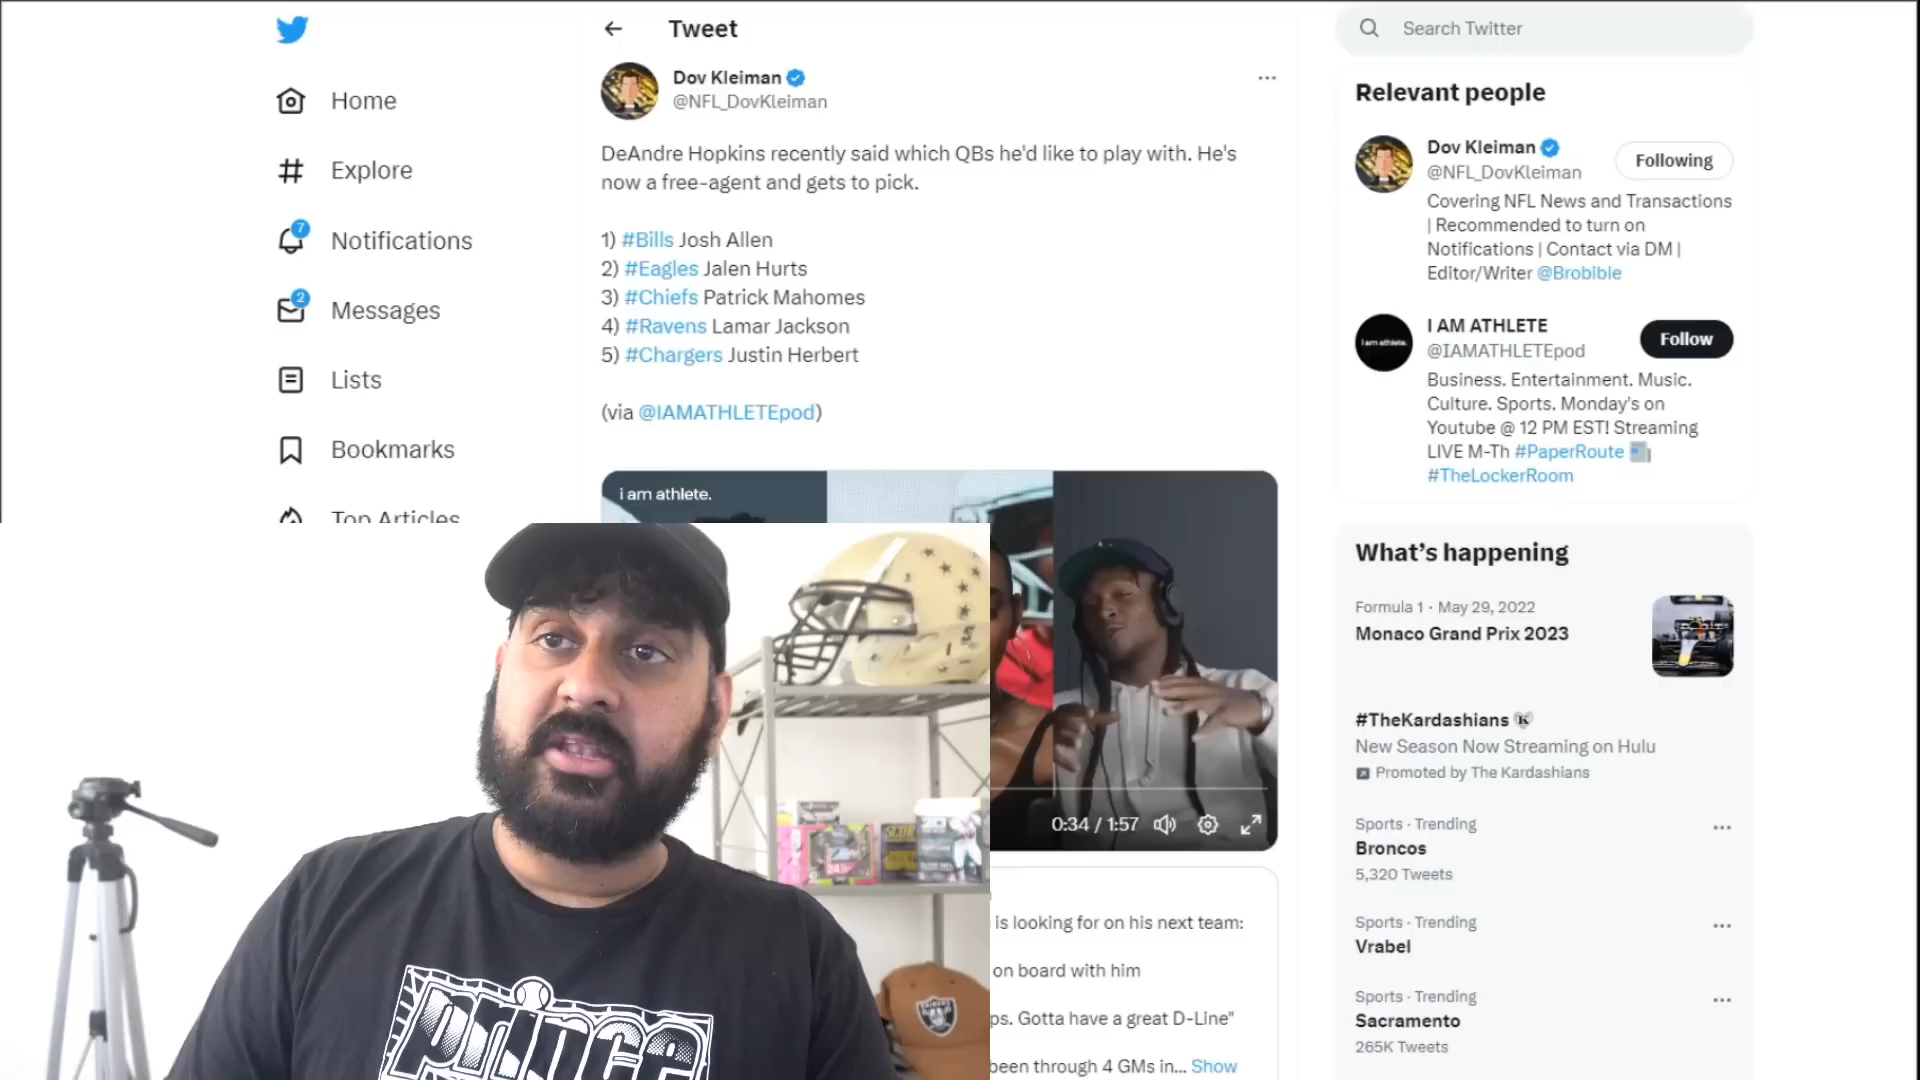 Tweet
Search Twitter
Home
Explore
7
Notifications
2
Messages
Lists
Bookmarks
Top Articles
Dov Kleiman
@NFL_DovKleiman
DeAndre Hopkins recently said which QBs he'd like to play with. He's
now a free-agent and gets to pick.
1) #Bills Josh Allen
2) #Eagles Jalen Hurts
3) #Chiefs Patrick Mahomes
4) #Ravens Lamar Jackson
5) #Chargers Justin Herbert
(via @IAMATHLETEpod)
i am athlete.
0:34 / 1:57
is looking for on his next team:
on board with him
ps. Gotta have a great D-Line"
been through 4 GMs in... Show
prince
RAIDERS
Relevant people
Dov Kleiman
Following
@NFL_DovKleiman
Covering NFL News and Transactions
| Recommended to turn on
Notifications | Contact via DM |
Editor/Writer @Brobible
i am athlete.
I AM ATHLETE
Follow
@IAMATHLETEpod
Business. Entertainment. Music.
Culture. Sports. Monday's on
Youtube @ 12 PM EST! Streaming
LIVE M-Th #PaperRoute
#TheLockerRoom
What's happening
Formula 1 · May 29, 2022
Monaco Grand Prix 2023
#TheKardashians
New Season Now Streaming on Hulu
Promoted by The Kardashians
Sports · Trending
Broncos
5,320 Tweets
Sports · Trending
Vrabel
Sports · Trending
Sacramento
265K Tweets